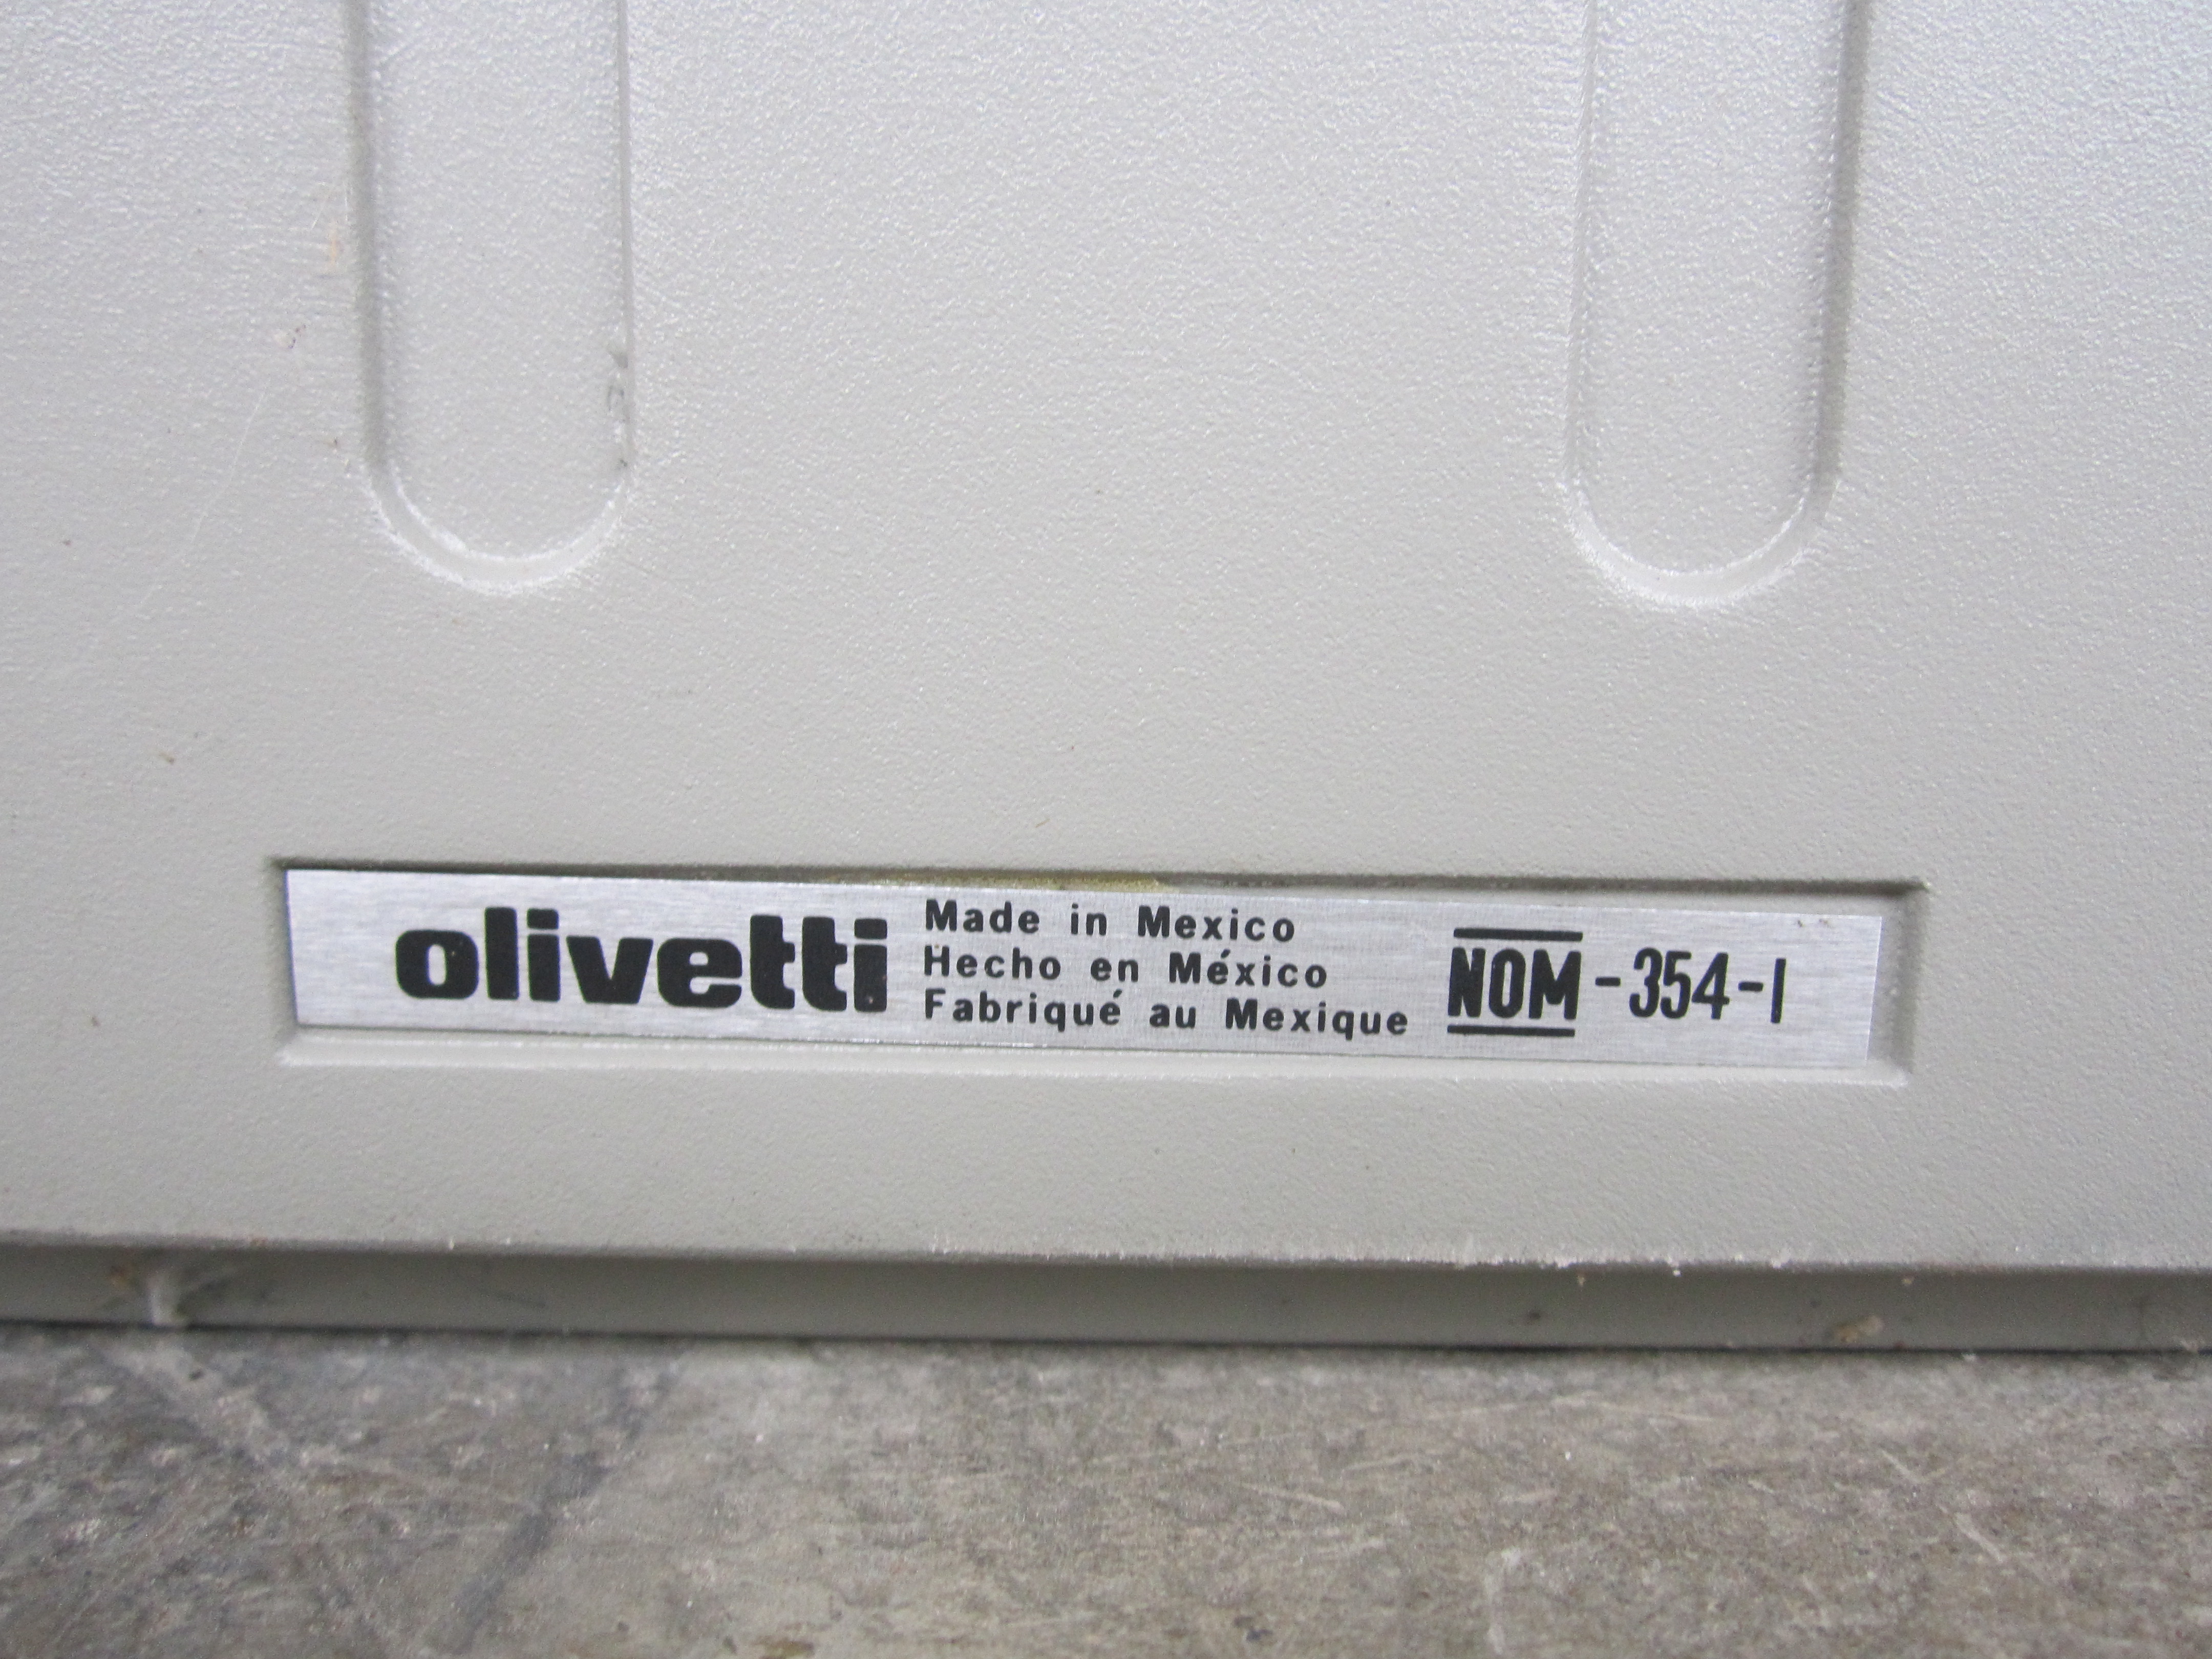 olivetti
Made in Mexico
Hecho en México
Fabriqué au Mexique
NOM-354-I